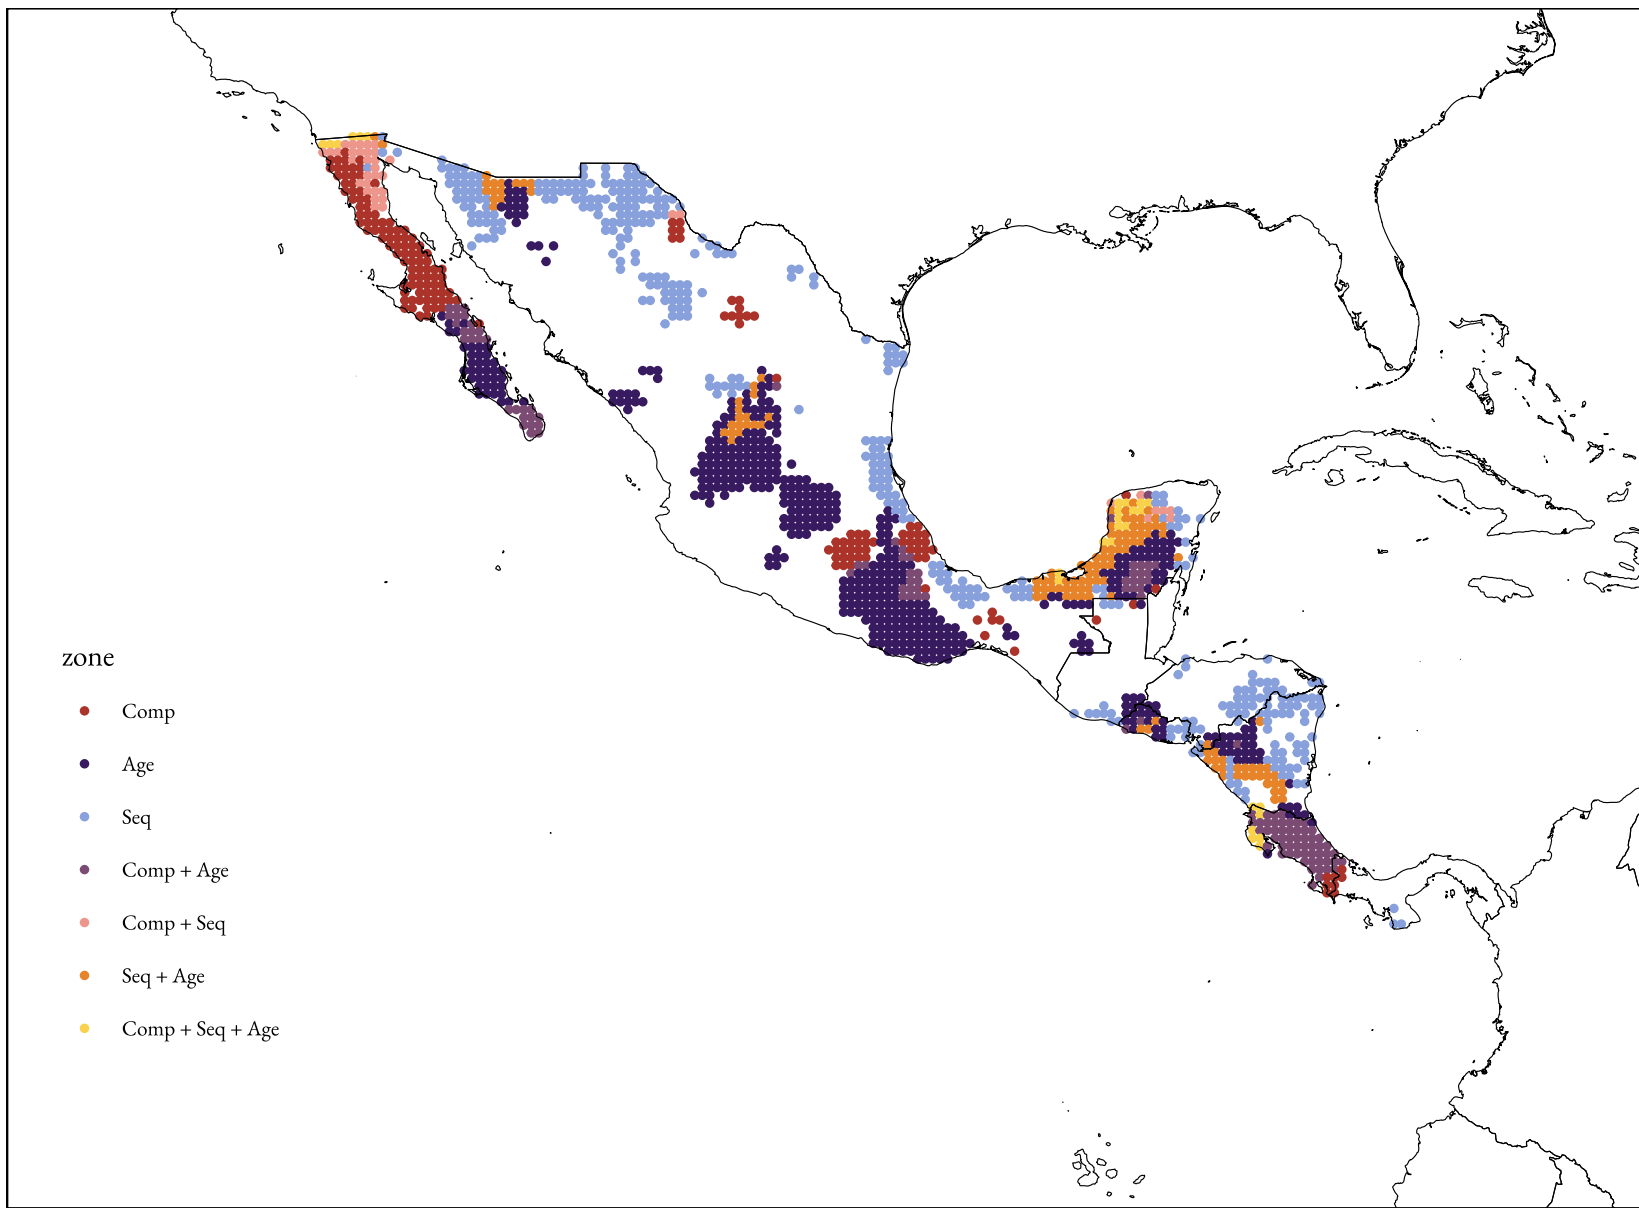 zone
Comp
Age
Seq
Comp + Age
Comp + Seq
Seq + Age
Comp + Seq + Age